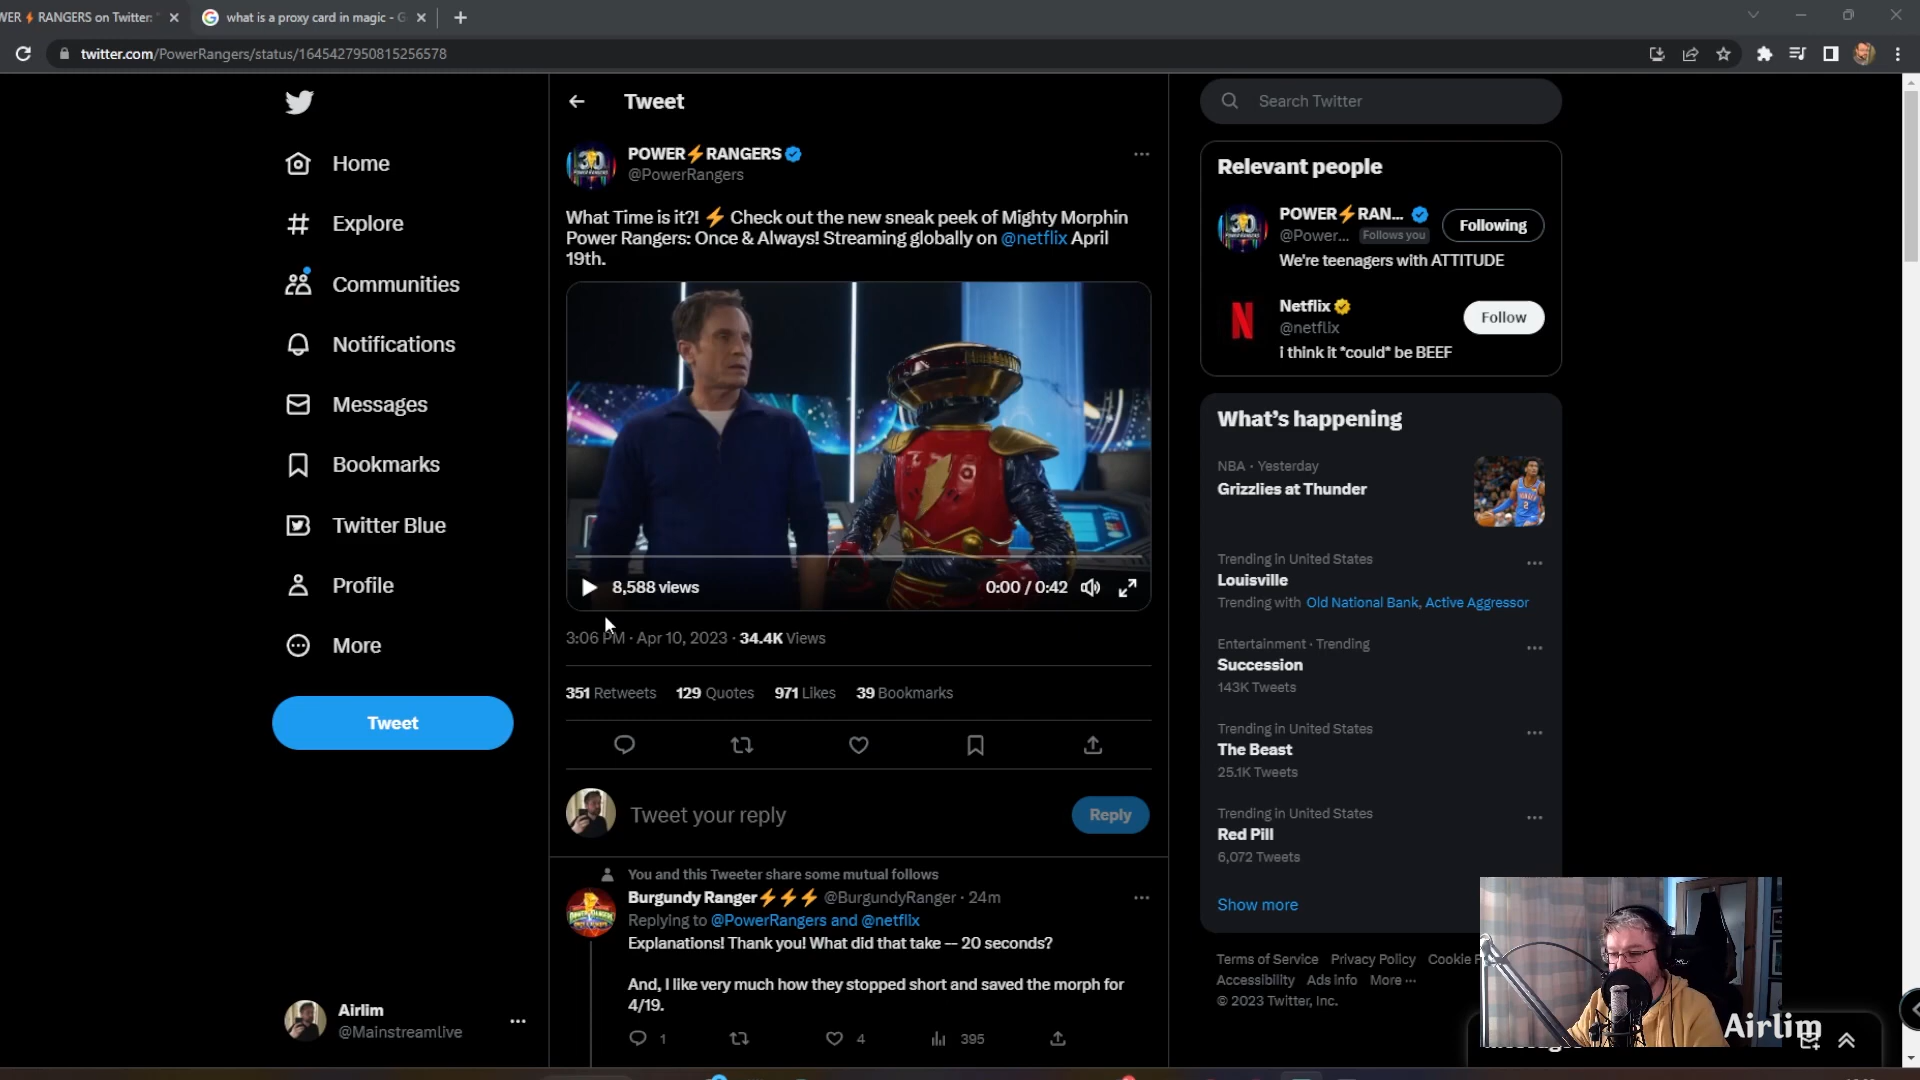 WER⚡RANGERS on Twitter: "
what is a proxy card in magic - G
twitter.com/PowerRangers/status/1645427950815256578
Home
Explore
Communities
Notifications
Messages
Bookmarks
Twitter Blue
Profile
More
Tweet
Airlim
@Mainstreamlive
Tweet
POWER⚡RANGERS
@PowerRangers
What Time is it?! ⚡ Check out the new sneak peek of Mighty Morphin
Power Rangers: Once & Always! Streaming globally on @netflix April
19th.
8,588 views
0:00 / 0:42
3:06 PM · Apr 10, 2023 · 34.4K Views
351 Retweets 129 Quotes 971 Likes 39 Bookmarks
Tweet your reply
Reply
You and this Tweeter share some mutual follows
Burgundy Ranger⚡⚡⚡ @BurgundyRanger · 24m
Replying to @PowerRangers and @netflix
Explanations! Thank you! What did that take -- 20 seconds?
And, I like very much how they stopped short and saved the morph for
4/19.
1
4
395
Search Twitter
Relevant people
POWER⚡RAN...
Following
@Power... Follows you
We're teenagers with ATTITUDE
Netflix
Follow
@netflix
i think it *could* be BEEF
What's happening
NBA · Yesterday
Grizzlies at Thunder
Trending in United States
Louisville
Trending with Old National Bank, Active Aggressor
Entertainment · Trending
Succession
143K Tweets
Trending in United States
The Beast
25.1K Tweets
Trending in United States
Red Pill
6,072 Tweets
Show more
Terms of Service Privacy Policy Cookie P
Accessibility Ads info More ···
© 2023 Twitter, Inc.
Airlim